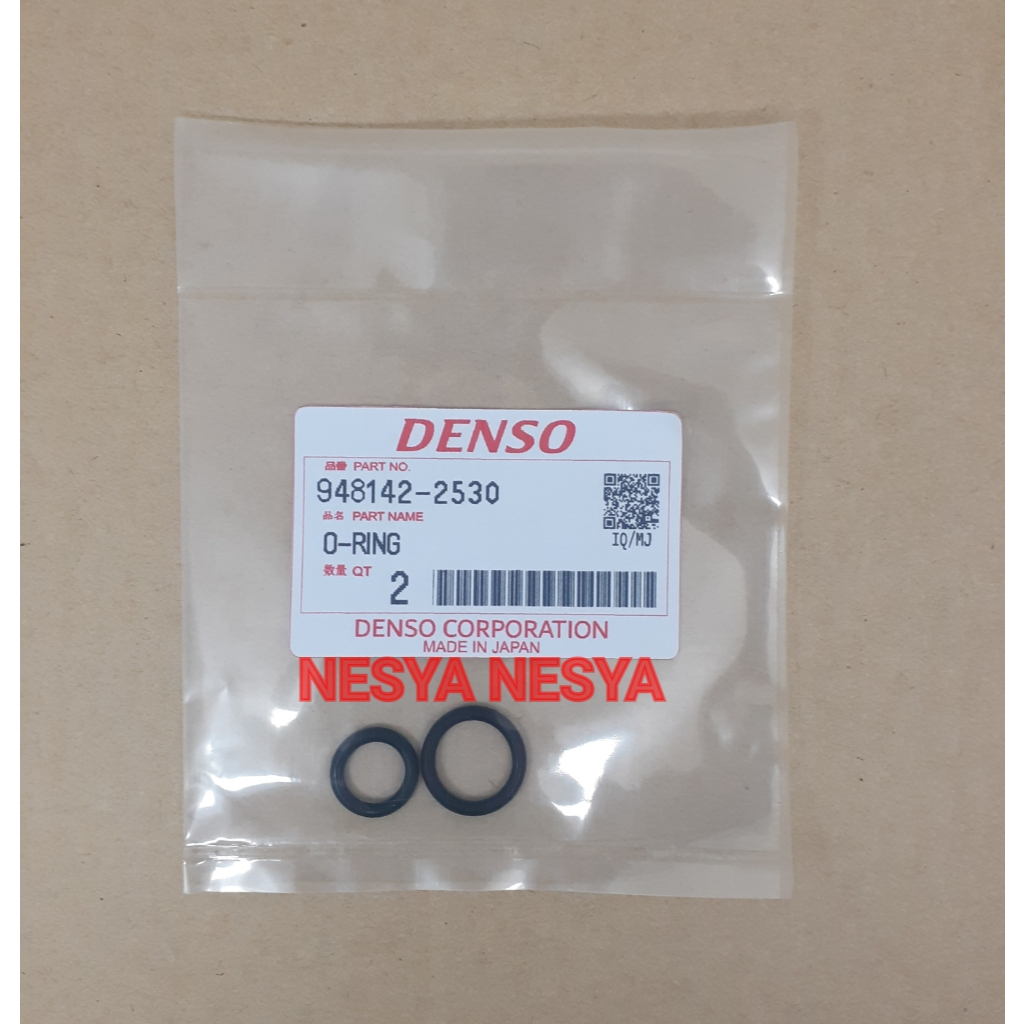 DENSO
品番 PART NO.
948142-2530
品名 PART NAME
IQ/MJ
O-RING
数量 QT
2
DENSO CORPORATION
MADE IN JAPAN
NESYA NESYA